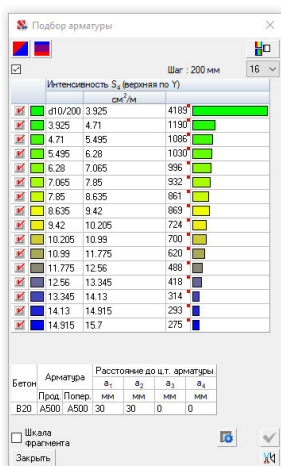 Подбор арматуры
Шаг : 200 мм 16
Интенсивность S₄ (верхняя по Y)
см²/м
d10/200 3.925 4189
3.925 4.71 1190
4.71 5.495 1086
5.495 6.28 1030
6.28 7.065 996
7.065 7.85 932
7.85 8.635 861
8.635 9.42 869
9.42 10.205 724
10.205 10.99 700
10.99 11.775 620
11.775 12.56 488
12.56 13.345 418
13.345 14.13 314
14.13 14.915 293
14.915 15.7 275
Бетон Арматура Расстояние до ц.т. арматуры
a₁ a₂ a₃ a₄
Прод. Попер. мм мм мм мм
B20 A500 A500 30 30 0 0
Шкала
фрагмента
Закрыть